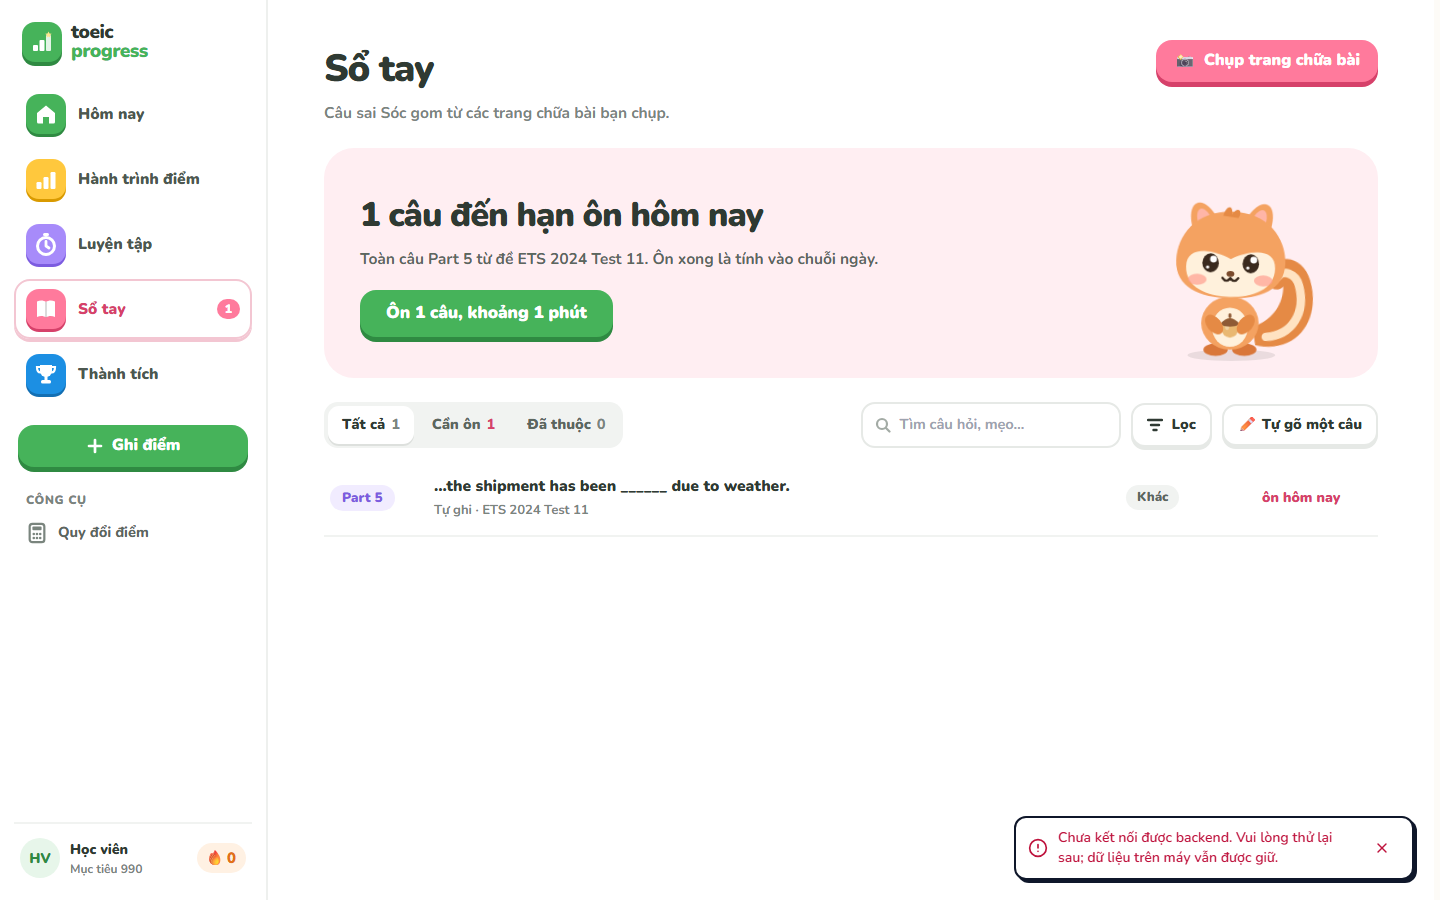 toeic
progress
Hôm nay
Hành trình điểm
Luyện tập
Sổ tay
1
Thành tích
Ghi điểm
CÔNG CỤ
Quy đổi điểm
HV
Học viên
Mục tiêu 990
0
Sổ tay
Câu sai Sóc gom từ các trang chữa bài bạn chụp.
Chụp trang chữa bài
1 câu đến hạn ôn hôm nay
Toàn câu Part 5 từ đề ETS 2024 Test 11. Ôn xong là tính vào chuỗi ngày.
Ôn 1 câu, khoảng 1 phút
Tất cả 1
Cần ôn 1
Đã thuộc 0
Tìm câu hỏi, mẹo...
Lọc
Tự gõ một câu
Part 5
...the shipment has been ______ due to weather.
Tự ghi · ETS 2024 Test 11
Khác
ôn hôm nay
Chưa kết nối được backend. Vui lòng thử lại
sau; dữ liệu trên máy vẫn được giữ.